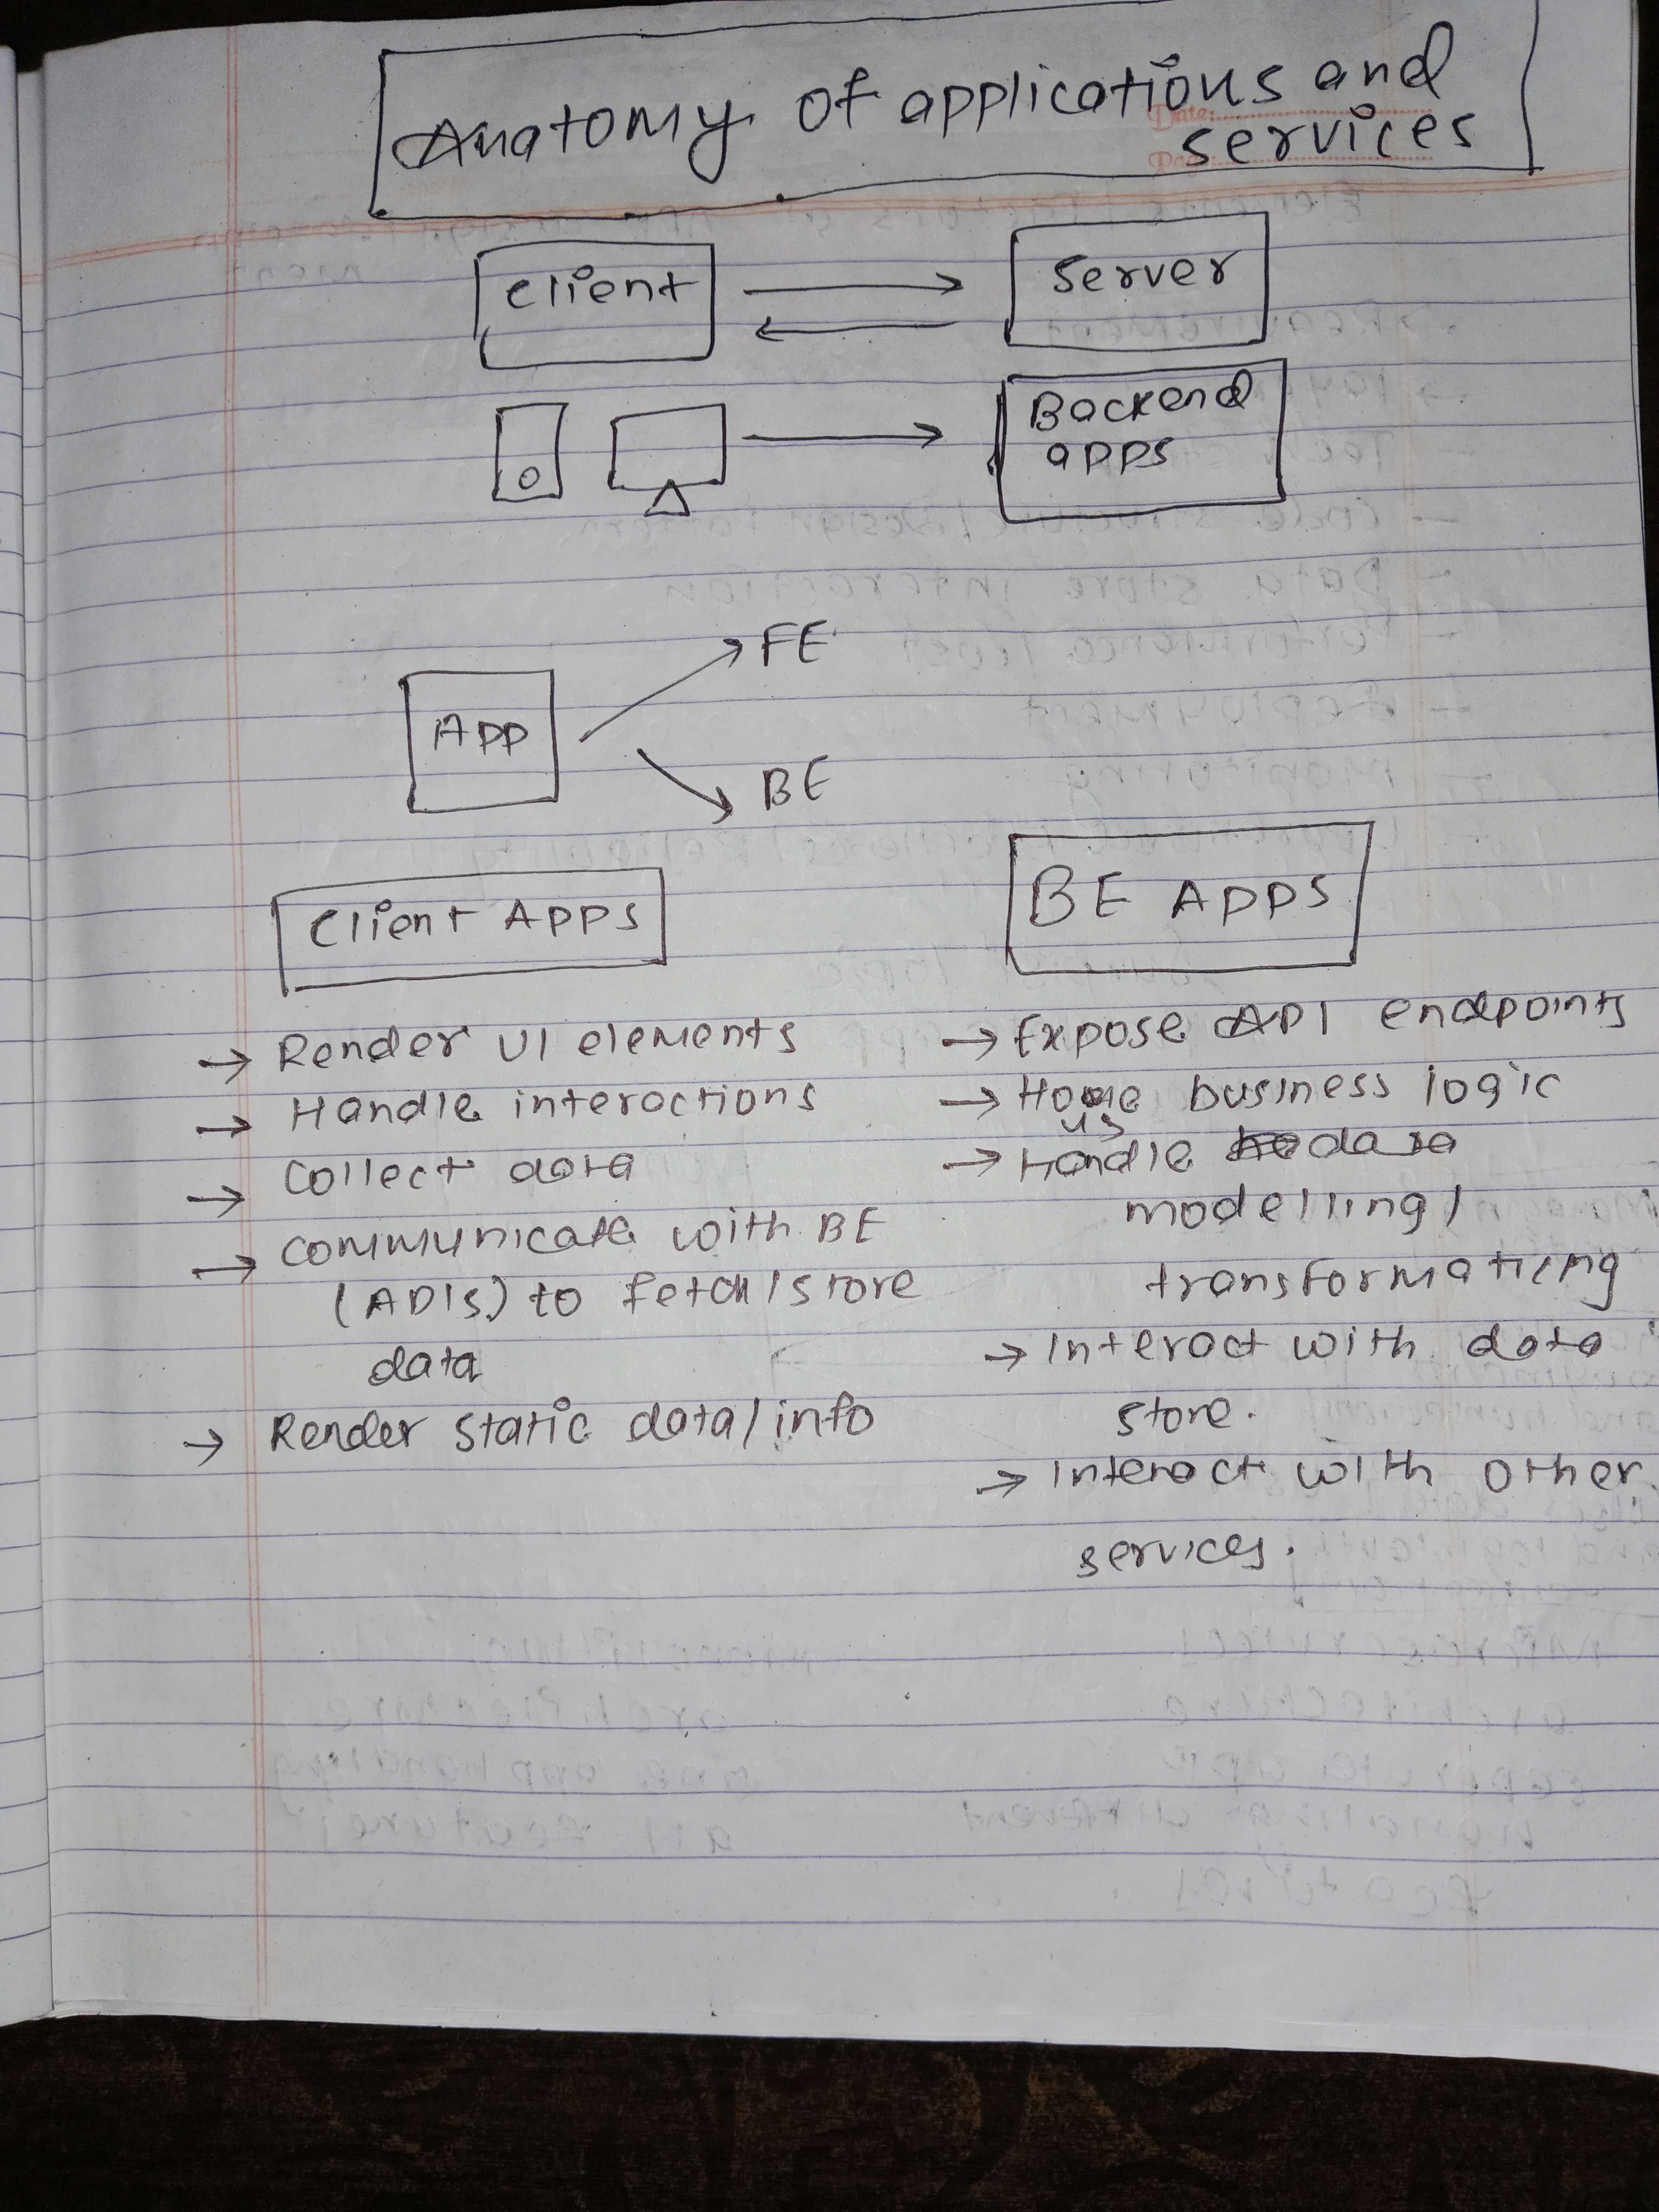 Anatomy of applications and
services
Client
Server
Backend
apps
APP
FE
BE
Client Apps
→ Render UI elements
→ Handle interactions
→ Collect data
→ Communicate with BE
(APIs) to fetch/store
data
→ Render static data/info
BE APPS
→ Expose API endpoints
→ House business logic
→ Handle data
modelling/
transformaticing
→ Interact with data
store.
→ Interact with other
services.